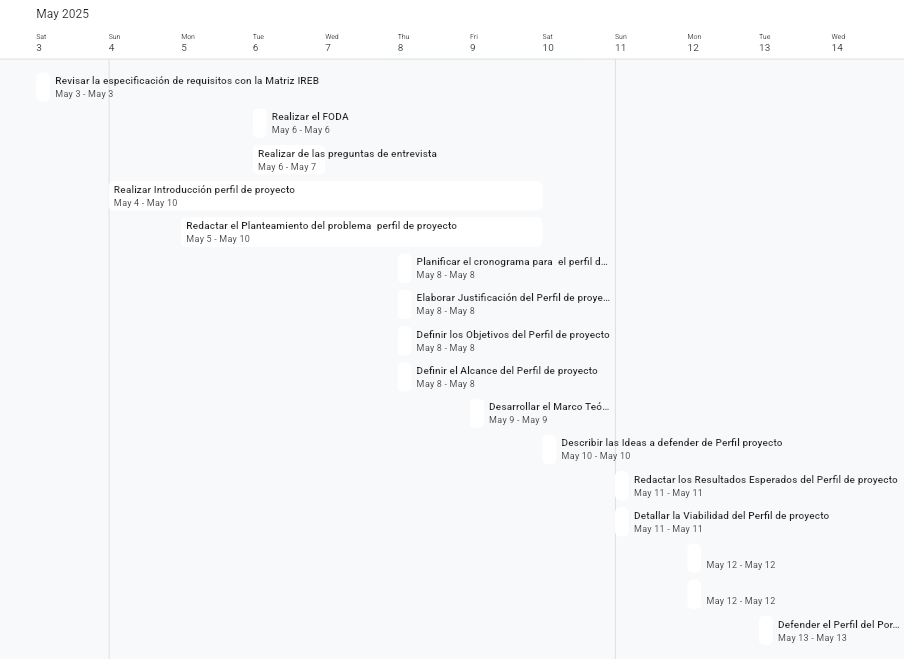 May 2025
Sat Sun Mon Tue Wed Thu Fri Sat Sun Mon Tue Wed
3 4 5 6 7 8 9 10 11 12 13 14
Revisar la especificación de requisitos con la Matriz IREB
May 3 - May 3
Realizar el FODA
May 6 - May 6
Realizar de las preguntas de entrevista
May 6 - May 7
Realizar Introducción perfil de proyecto
May 4 - May 10
Redactar el Planteamiento del problema  perfil de proyecto
May 5 - May 10
Planificar el cronograma para  el perfil d...
May 8 - May 8
Elaborar Justificación del Perfil de proye...
May 8 - May 8
Definir los Objetivos del Perfil de proyecto
May 8 - May 8
Definir el Alcance del Perfil de proyecto
May 8 - May 8
Desarrollar el Marco Teó...
May 9 - May 9
Describir las Ideas a defender de Perfil proyecto
May 10 - May 10
Redactar los Resultados Esperados del Perfil de proyecto
May 11 - May 11
Detallar la Viabilidad del Perfil de proyecto
May 11 - May 11
May 12 - May 12
May 12 - May 12
Defender el Perfil del Por...
May 13 - May 13